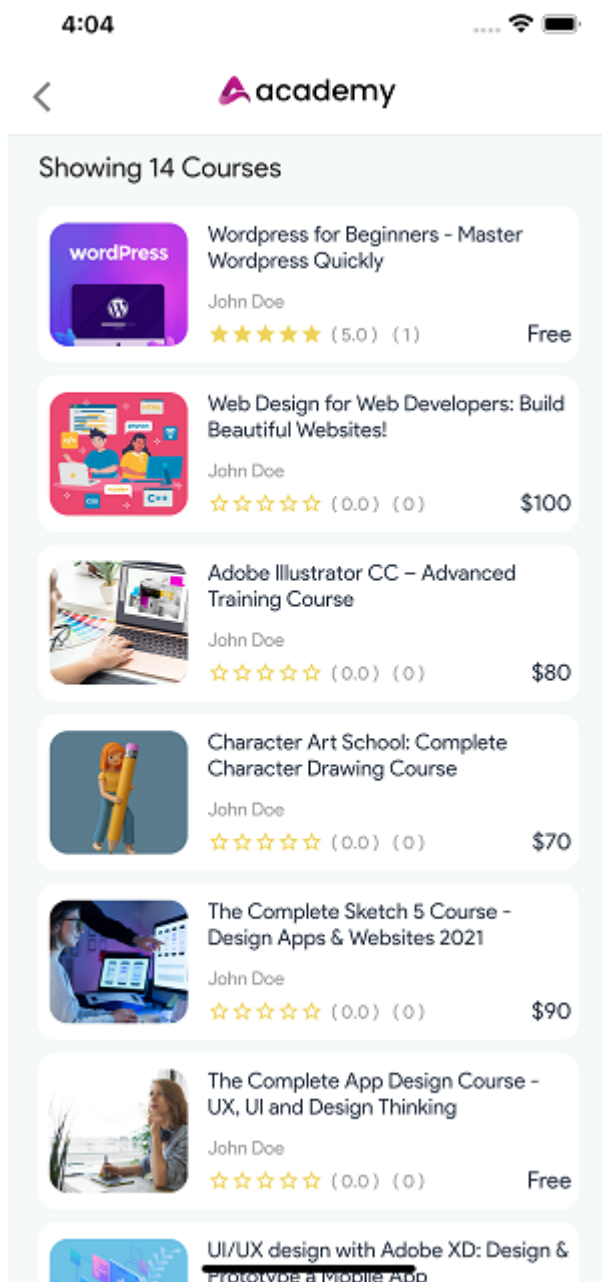 4:04
academy
Showing 14 Courses
wordPress
Wordpress for Beginners - Master
Wordpress Quickly
John Doe
(5.0) (1)
Free
Web Design for Web Developers: Build
Beautiful Websites!
John Doe
(0.0) (0)
$100
HTML
C++
Adobe Illustrator CC – Advanced
Training Course
John Doe
(0.0) (0)
$80
Character Art School: Complete
Character Drawing Course
John Doe
(0.0) (0)
$70
The Complete Sketch 5 Course -
Design Apps & Websites 2021
John Doe
(0.0) (0)
$90
The Complete App Design Course -
UX, UI and Design Thinking
John Doe
(0.0) (0)
Free
UI/UX design with Adobe XD: Design &
Prototype a Mobile App